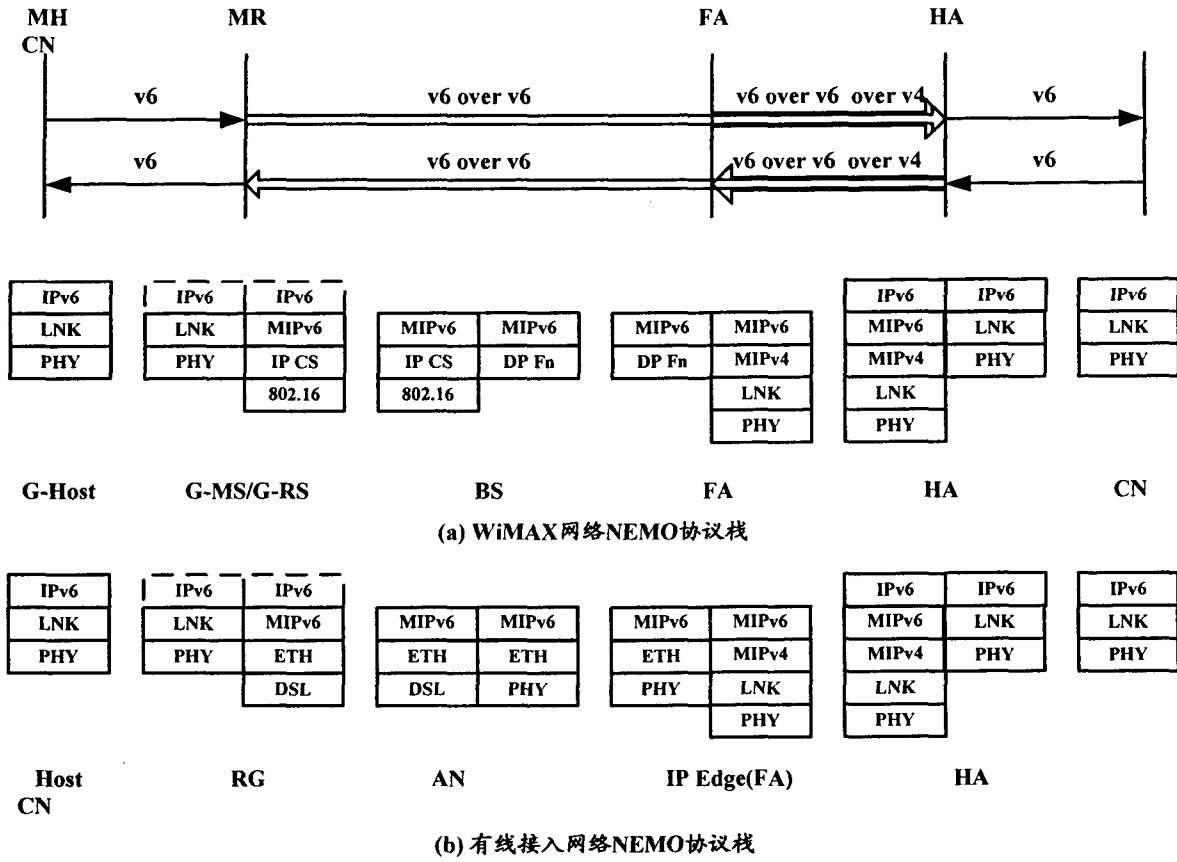 MH MR FA HA
CN
v6 v6 over v6 v6 over v6 over v4 v6
v6 v6 over v6 v6 over v6 over v4 v6
IPv6 IPv6 IPv6 IPv6 IPv6 IPv6
LNK LNK MIPv6 MIPv6 MIPv6 MIPv6 MIPv6 MIPv6 LNK LNK
PHY PHY IP CS IP CS DP Fn DP Fn MIPv4 MIPv4 PHY PHY
802.16 802.16 LNK LNK
PHY PHY
G-Host G-MS/G-RS BS FA HA CN
(a) WiMAX网络NEMO协议栈
IPv6 IPv6 IPv6 IPv6 IPv6 IPv6
LNK LNK MIPv6 MIPv6 MIPv6 MIPv6 MIPv6 MIPv6 LNK LNK
PHY PHY ETH ETH ETH ETH MIPv4 MIPv4 PHY PHY
DSL DSL PHY PHY LNK LNK
PHY PHY
Host RG AN IP Edge(FA) HA
CN
(b) 有线接入网络NEMO协议栈